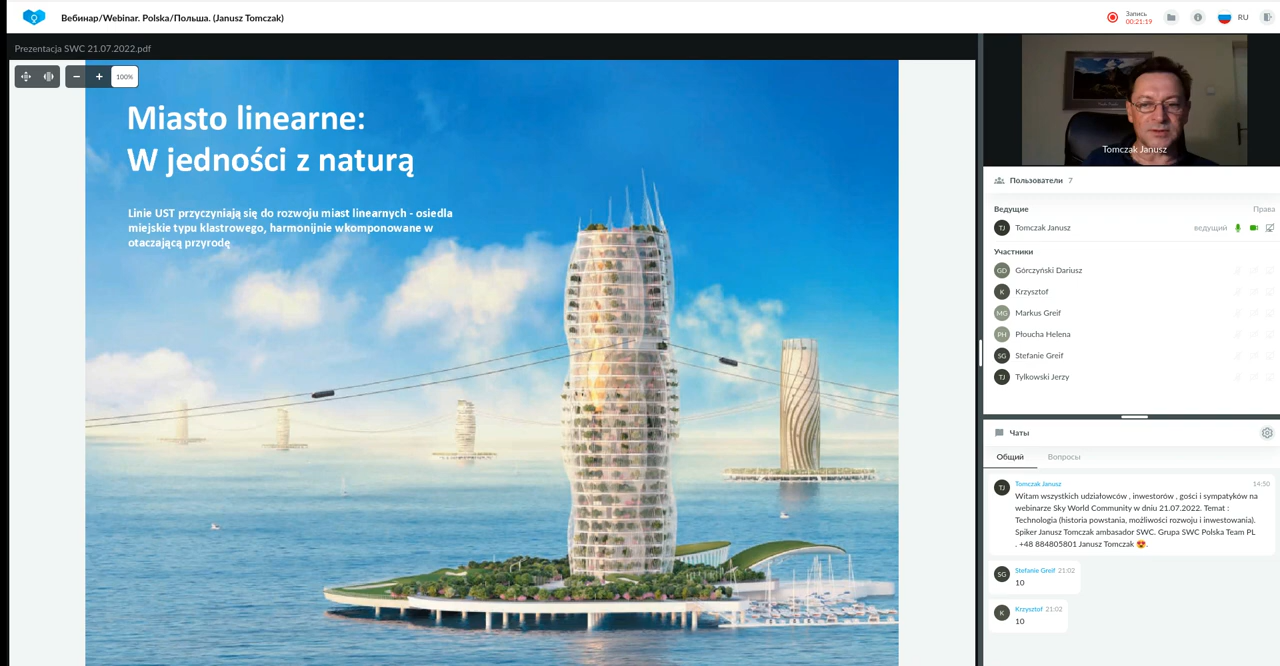 Вебинар/Webinar. Polska/Польша. (Janusz Tomczak)
Запись
00:21:19
RU
Prezentacja SWC 21.07.2022.pdf
100%
Miasto linearne:
W jedności z naturą
Linie UST przyczyniają się do rozwoju miast linearnych - osiedla
miejskie typu klastrowego, harmonijnie wkomponowane w
otaczającą przyrodę
Tomczak Janusz
Пользователи 7
Ведущие Права
TJ Tomczak Janusz ведущий
Участники
GD Górczyński Dariusz
K Krzysztof
MG Markus Greif
PH Płoucha Helena
SG Stefanie Greif
TJ Tylkowski Jerzy
Чаты
Общий Вопросы
TJ Tomczak Janusz 14:50
Witam wszystkich udziałowców , inwestorów , gości i sympatyków na
webinarze Sky World Community w dniu 21.07.2022. Temat :
Technologia (historia powstania, możliwości rozwoju i inwestowania).
Spiker Janusz Tomczak ambasador SWC. Grupa SWC Polska Team PL
. +48 884805801 Janusz Tomczak 😍.
SG Stefanie Greif 21:02
10
K Krzysztof 21:02
10